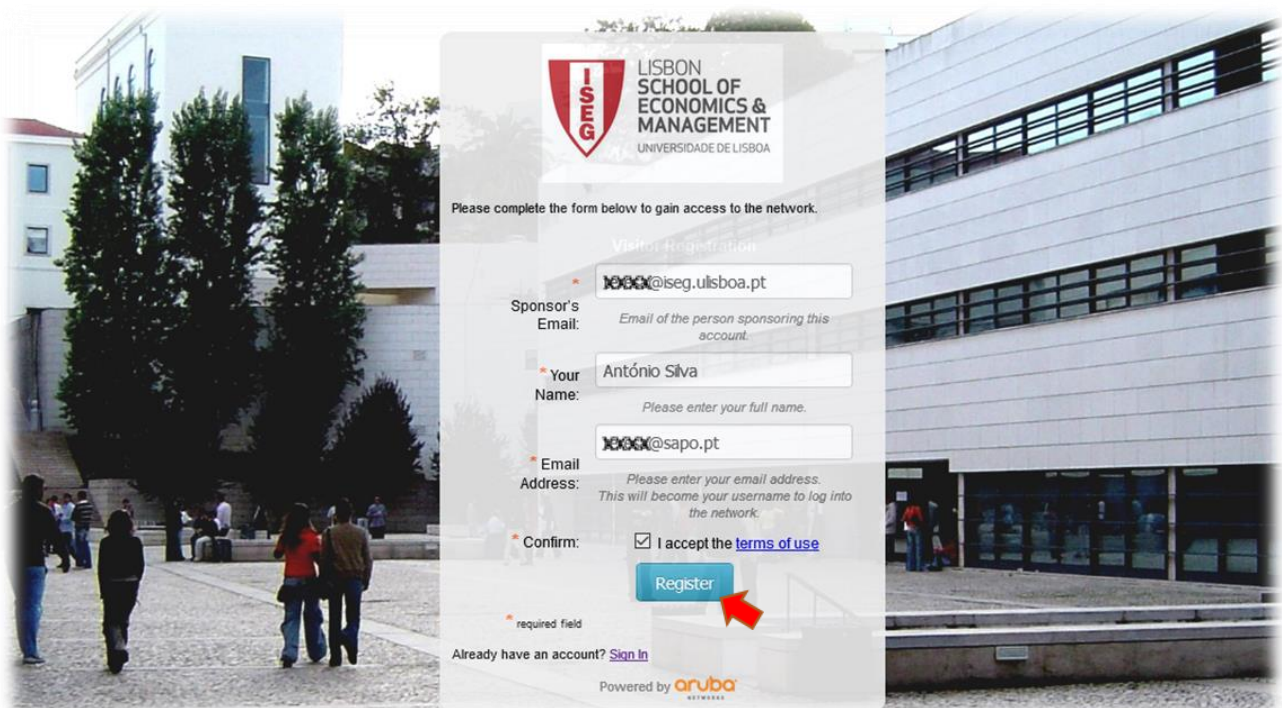 ISEG
LISBON
SCHOOL OF
ECONOMICS &
MANAGEMENT
UNIVERSIDADE DE LISBOA
Please complete the form below to gain access to the network.
Visitor Registration
* Sponsor's Email:
@iseg.ulisboa.pt
Email of the person sponsoring this
account.
* Your Name:
António Silva
Please enter your full name.
* Email Address:
@sapo.pt
Please enter your email address.
This will become your username to log into
the network.
* Confirm:
I accept the terms of use
Register
* required field
Already have an account? Sign In
Powered by aruba
NETWORKS